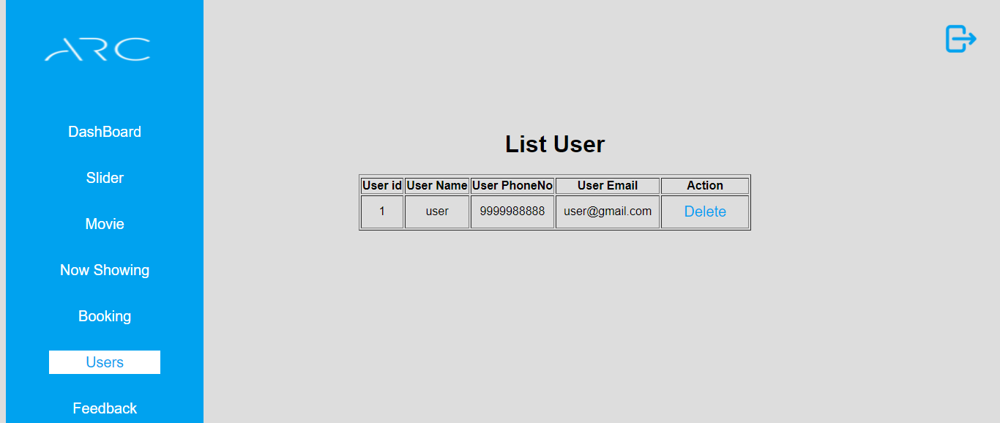 ARC
DashBoard
Slider
Movie
Now Showing
Booking
Users
Feedback
List User
User id User Name User PhoneNo User Email Action
1 user 9999988888 user@gmail.com Delete